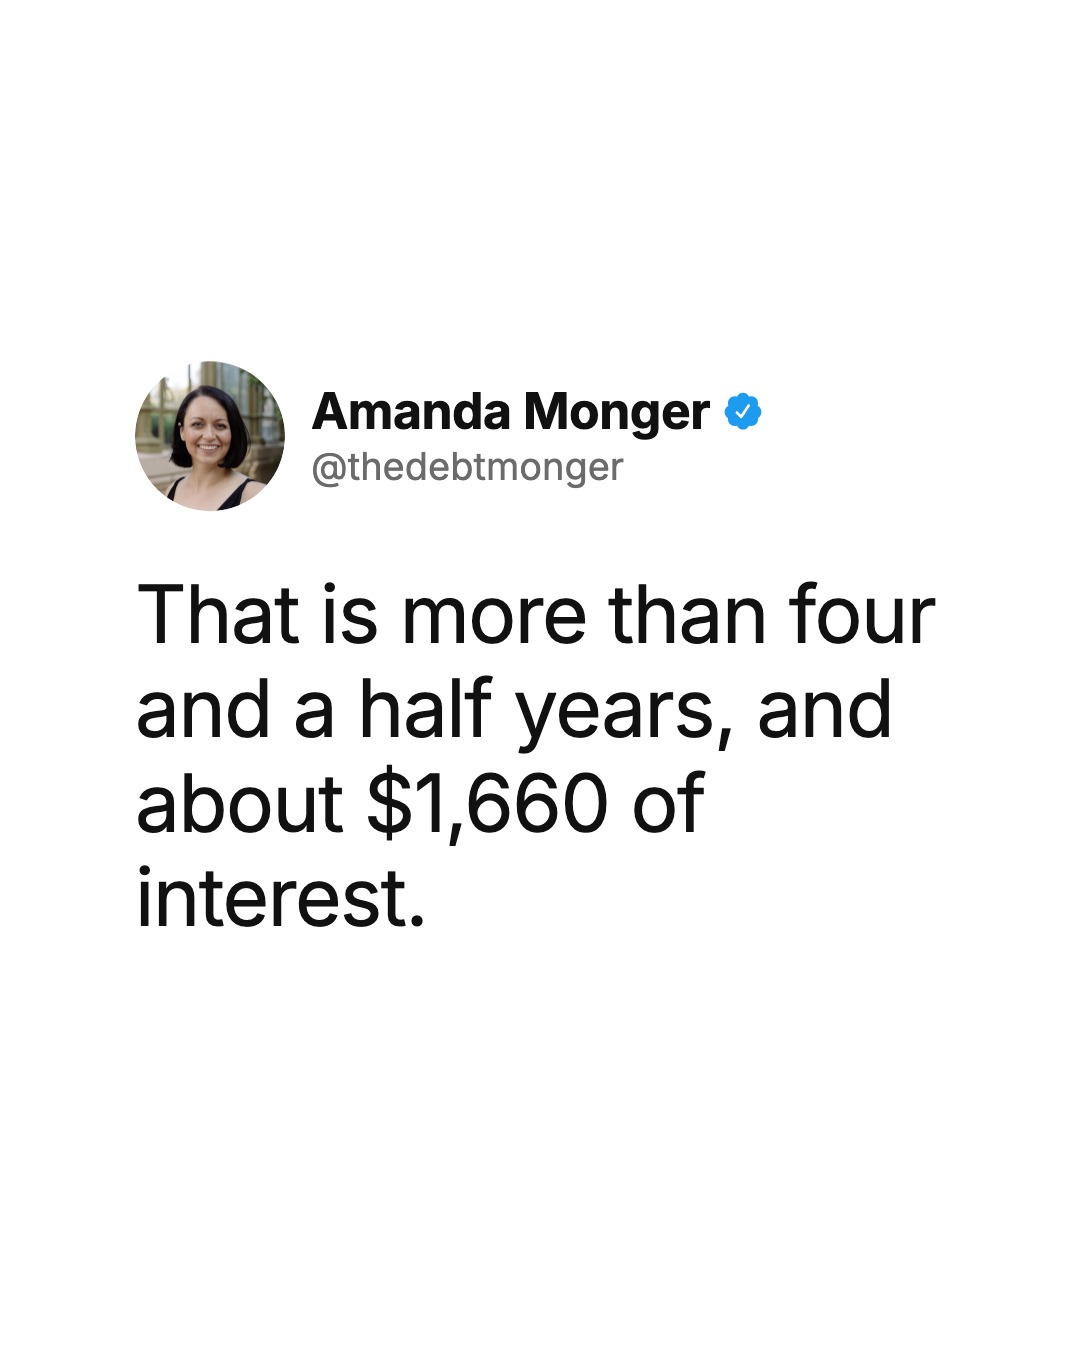 Amanda Monger
@thedebtmonger
That is more than four
and a half years, and
about $1,660 of
interest.